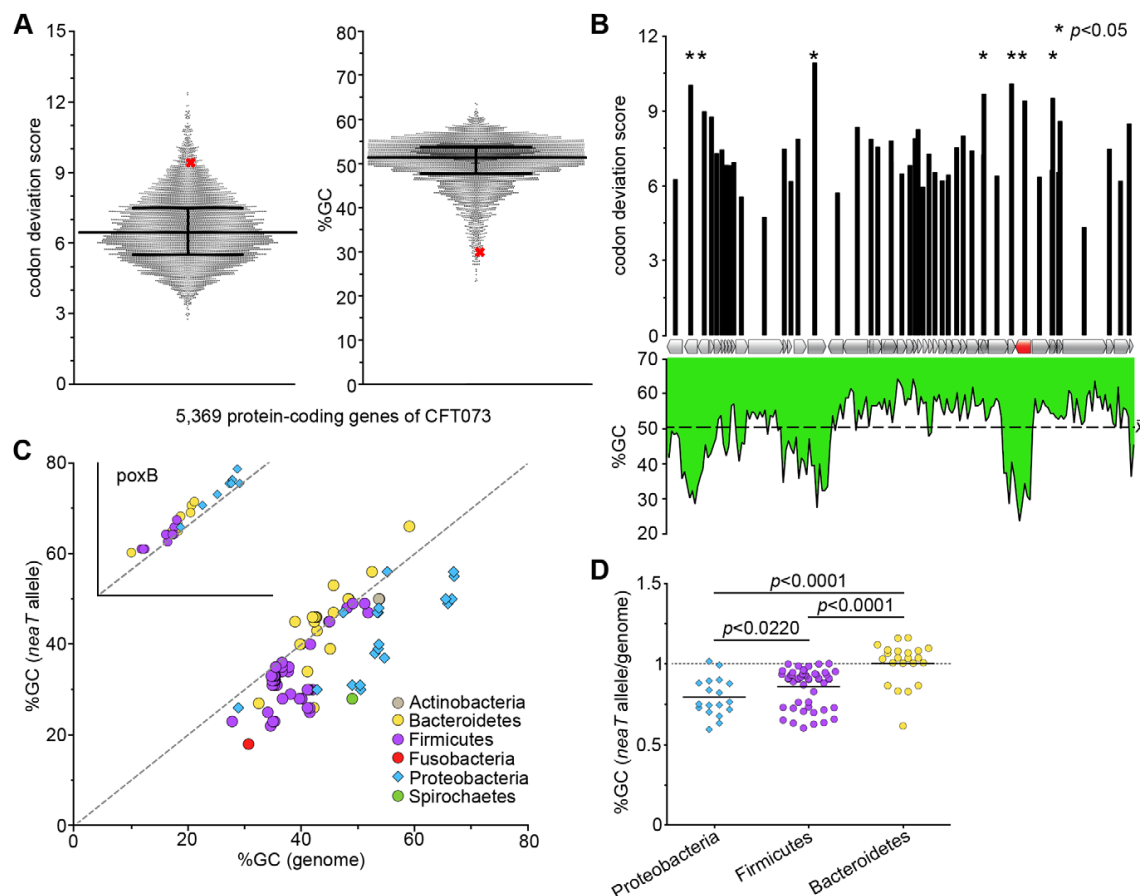 A
codon deviation score
15
12
9
6
3
0
%GC
80
70
60
50
40
30
20
10
0
5,369 protein-coding genes of CFT073
B
* p<0.05
codon deviation score
12
9
6
3
0
* * * * * * *
%GC
70
60
50
40
30
20
C
%GC (neaT allele)
80
60
40
20
0
poxB
Actinobacteria
Bacteroidetes
Firmicutes
Fusobacteria
Proteobacteria
Spirochaetes
20
40
60
80
%GC (genome)
D
%GC (neaT allele/genome)
1.5
1
0.5
0
p<0.0001
p<0.0001
p<0.0220
Proteobacteria
Firmicutes
Bacteroidetes